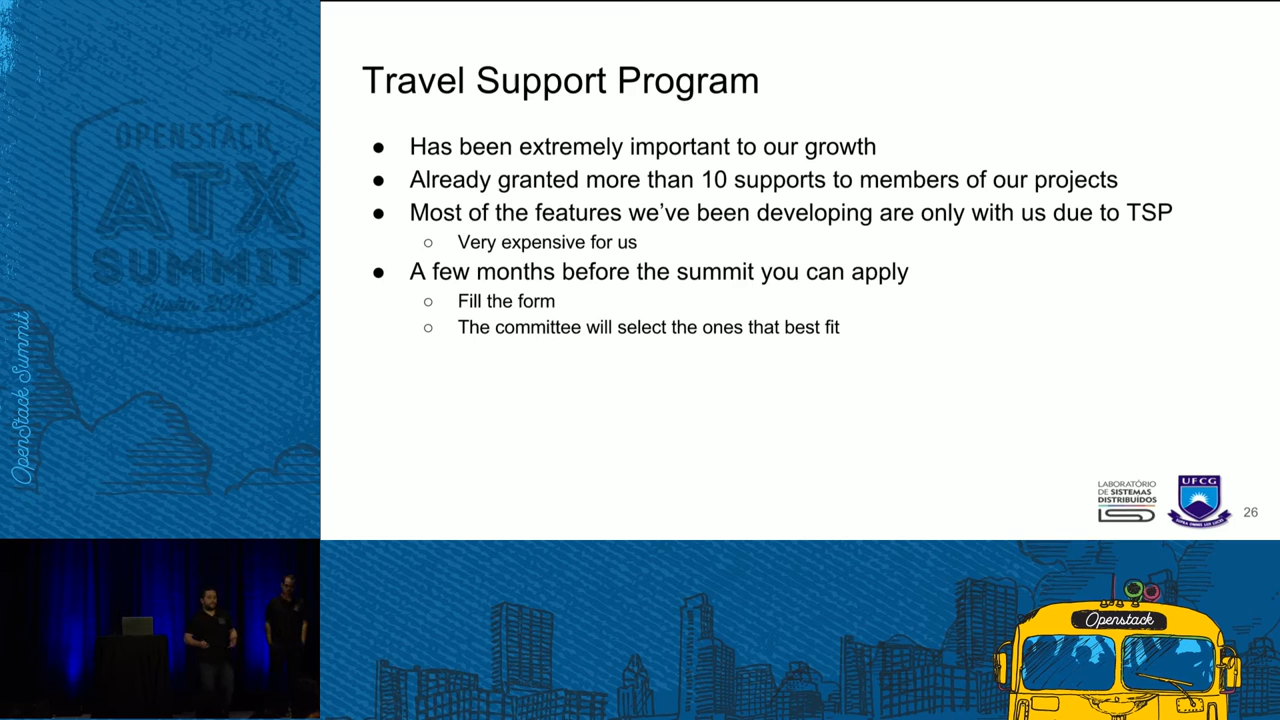 OPENSTACK
ATX
SUMMIT
Austin 2016
OpenStack Summit
Travel Support Program
● Has been extremely important to our growth
● Already granted more than 10 supports to members of our projects
● Most of the features we’ve been developing are only with us due to TSP
○ Very expensive for us
● A few months before the summit you can apply
○ Fill the form
○ The committee will select the ones that best fit
LABORATÓRIO
DE SISTEMAS
DISTRIBUÍDOS
LSD
UFCG
26
Openstack